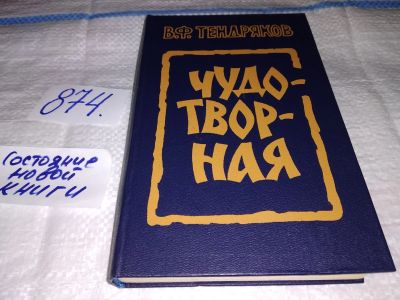 В.Ф. ТЕНДРЯКОВ
ЧУДО-
ТВОР-
НАЯ
874.
Состояние
новой
книги